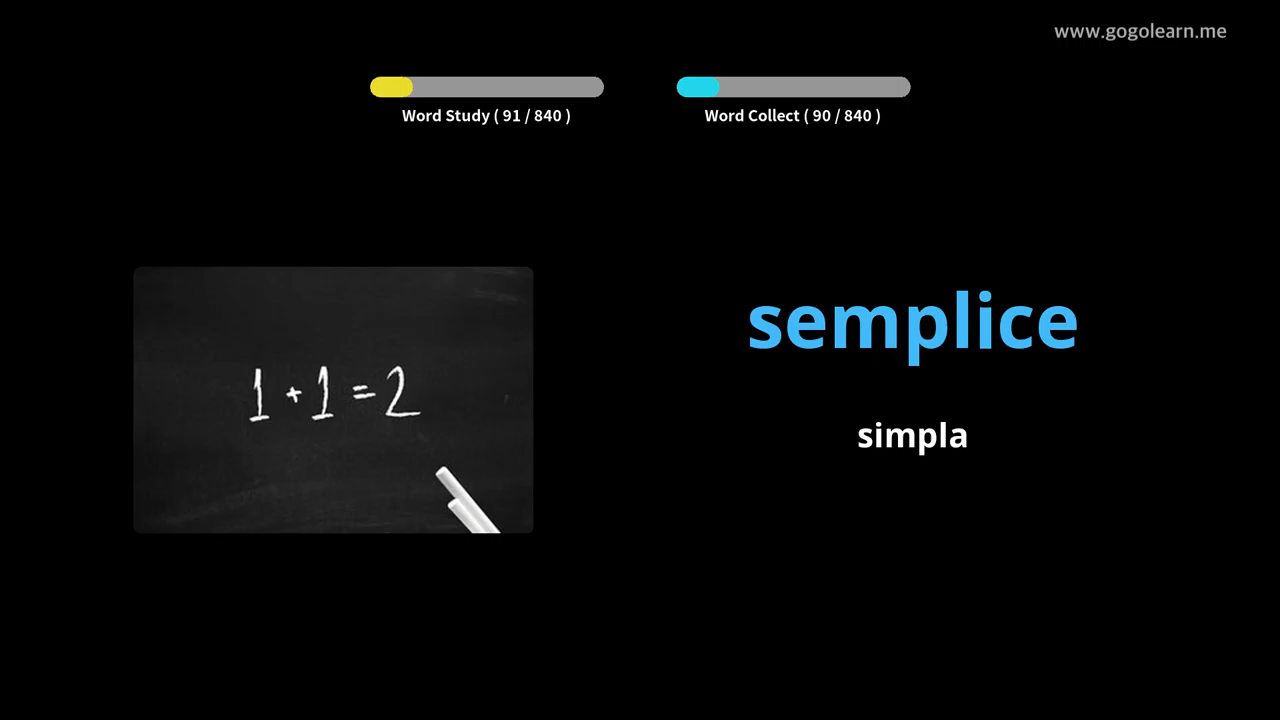 www.gogolearn.me
Word Study ( 91 / 840 )
Word Collect ( 90 / 840 )
1 + 1 = 2
semplice
simpla